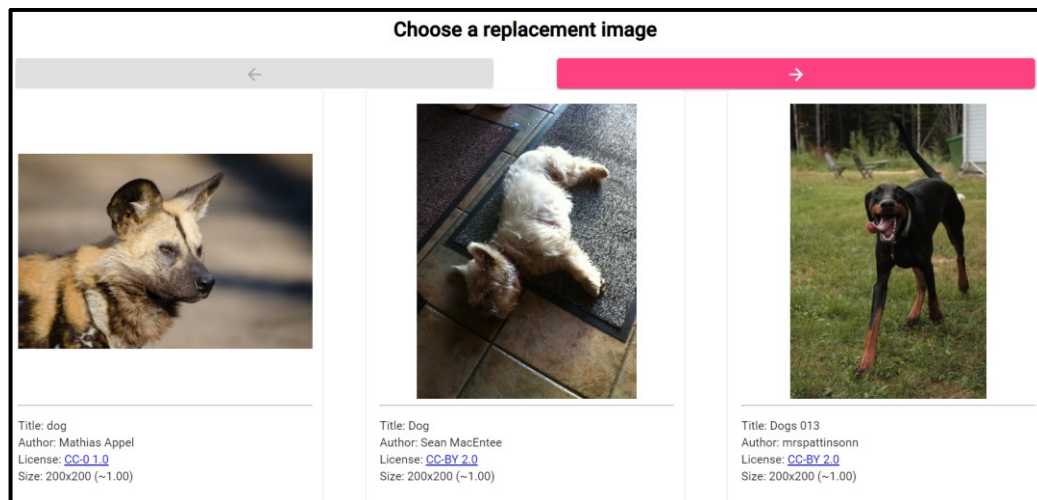 Choose a replacement image
←
→
Title: dog
Author: Mathias Appel
License: CC-0 1.0
Size: 200x200 (~1.00)
Title: Dog
Author: Sean MacEntee
License: CC-BY 2.0
Size: 200x200 (~1.00)
Title: Dogs 013
Author: mrspattinsonn
License: CC-BY 2.0
Size: 200x200 (~1.00)